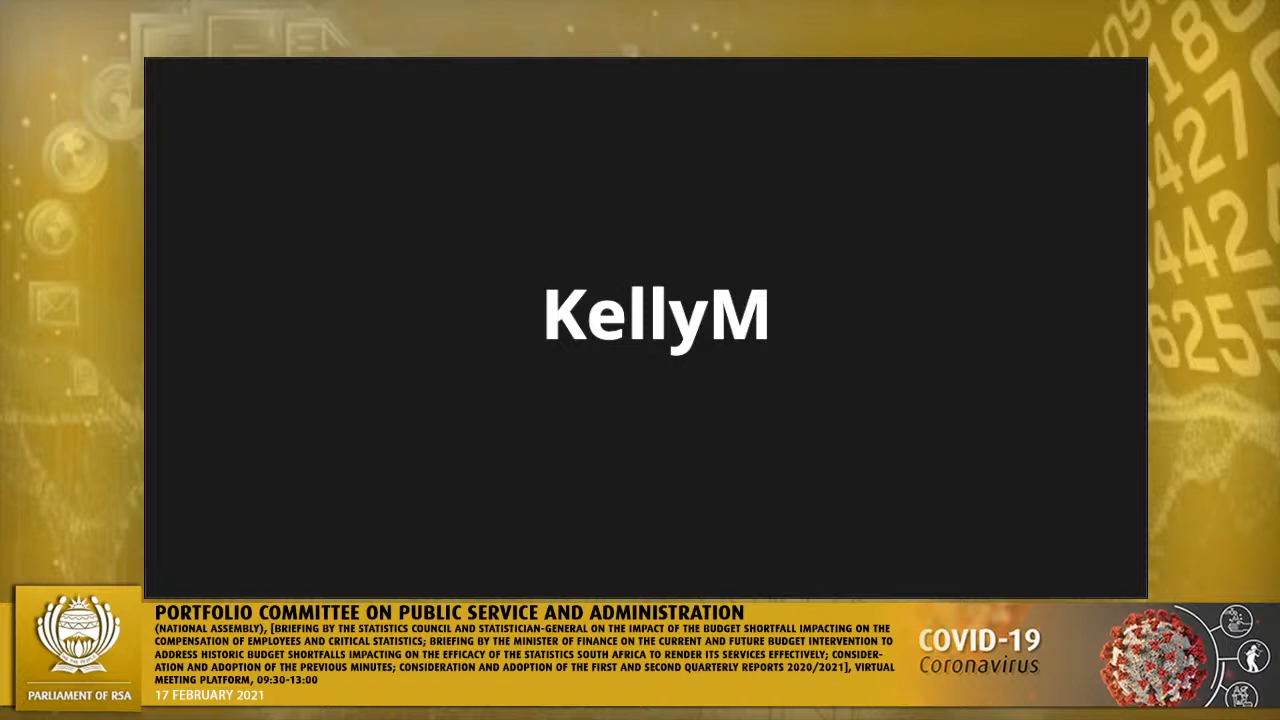 KellyM
PORTFOLIO COMMITTEE ON PUBLIC SERVICE AND ADMINISTRATION
(NATIONAL ASSEMBLY), [BRIEFING BY THE STATISTICS COUNCIL AND STATISTICIAN-GENERAL ON THE IMPACT OF THE BUDGET SHORTFALL IMPACTING ON THE
COMPENSATION OF EMPLOYEES AND CRITICAL STATISTICS; BRIEFING BY THE MINISTER OF FINANCE ON THE CURRENT AND FUTURE BUDGET INTERVENTION TO
ADDRESS HISTORIC BUDGET SHORTFALLS IMPACTING ON THE EFFICACY OF THE STATISTICS SOUTH AFRICA TO RENDER ITS SERVICES EFFECTIVELY; CONSIDER-
ATION AND ADOPTION OF THE PREVIOUS MINUTES; CONSIDERATION AND ADOPTION OF THE FIRST AND SECOND QUARTERLY REPORTS 2020/2021], VIRTUAL
MEETING PLATFORM, 09:30-13:00
17 FEBRUARY 2021
PARLIAMENT OF RSA
COVID-19
Coronavirus
186
427
442
6255